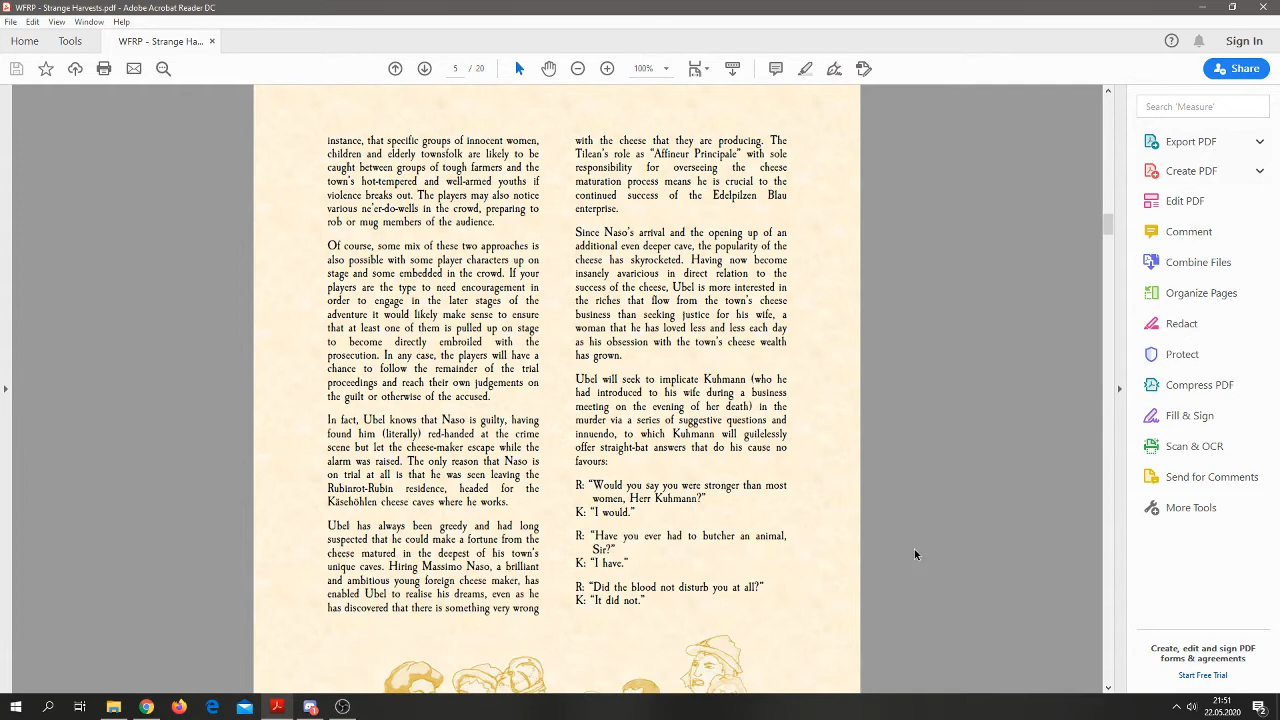 WFRP - Strange Harvests.pdf - Adobe Acrobat Reader DC
File Edit View Window Help
Home Tools WFRP - Strange Ha... ×
? Sign In
5 / 20
100%
Share
instance, that specific groups of innocent women,
children and elderly townsfolk are likely to be
caught between groups of tough farmers and the
town's hot-tempered and well-armed youths if
violence breaks out. The players may also notice
various ne'er-do-wells in the crowd, preparing to
rob or mug members of the audience.
Of course, some mix of these two approaches is
also possible with some player characters up on
stage and some embedded in the crowd. If your
players are the type to need encouragement in
order to engage in the later stages of the
adventure it would likely make sense to ensure
that at least one of them is pulled up on stage
to become directly embroiled with the
prosecution. In any case, the players will have a
chance to follow the remainder of the trial
proceedings and reach their own judgements on
the guilt or otherwise of the accused.
In fact, Ubel knows that Naso is guilty, having
found him (literally) red-handed at the crime
scene but let the cheese-maker escape while the
alarm was raised. The only reason that Naso is
on trial at all is that he was seen leaving the
Rubinrot-Rubin residence, headed for the
Käsehöhlen cheese caves where he works.
Ubel has always been greedy and had long
suspected that he could make a fortune from the
cheese matured in the deepest of his town's
unique caves. Hiring Massimo Naso, a brilliant
and ambitious young foreign cheese maker, has
enabled Ubel to realise his dreams, even as he
has discovered that there is something very wrong
with the cheese that they are producing. The
Tilean's role as "Affineur Principale" with sole
responsibility for overseeing the cheese
maturation process means he is crucial to the
continued success of the Edelpilzen Blau
enterprise.
Since Naso's arrival and the opening up of an
additional even deeper cave, the popularity of the
cheese has skyrocketed. Having now become
insanely avaricious in direct relation to the
success of the cheese, Ubel is more interested in
the riches that flow from the town's cheese
business than seeking justice for his wife, a
woman that he has loved less and less each day
as his obsession with the town's cheese wealth
has grown.
Ubel will seek to implicate Kuhmann (who he
had introduced to his wife during a business
meeting on the evening of her death) in the
murder via a series of suggestive questions and
innuendo, to which Kuhmann will guilelessly
offer straight-bat answers that do his cause no
favours:
R: "Would you say you were stronger than most
women, Herr Kuhmann?"
K: "I would."
R: "Have you ever had to butcher an animal,
Sir?"
K: "I have."
R: "Did the blood not disturb you at all?"
K: "It did not."
Search 'Measure'
Export PDF
Create PDF
Edit PDF
Comment
Combine Files
Organize Pages
Redact
Protect
Compress PDF
Fill & Sign
Scan & OCR
Send for Comments
More Tools
Create, edit and sign PDF
forms & agreements
Start Free Trial
21:51
22.05.2020